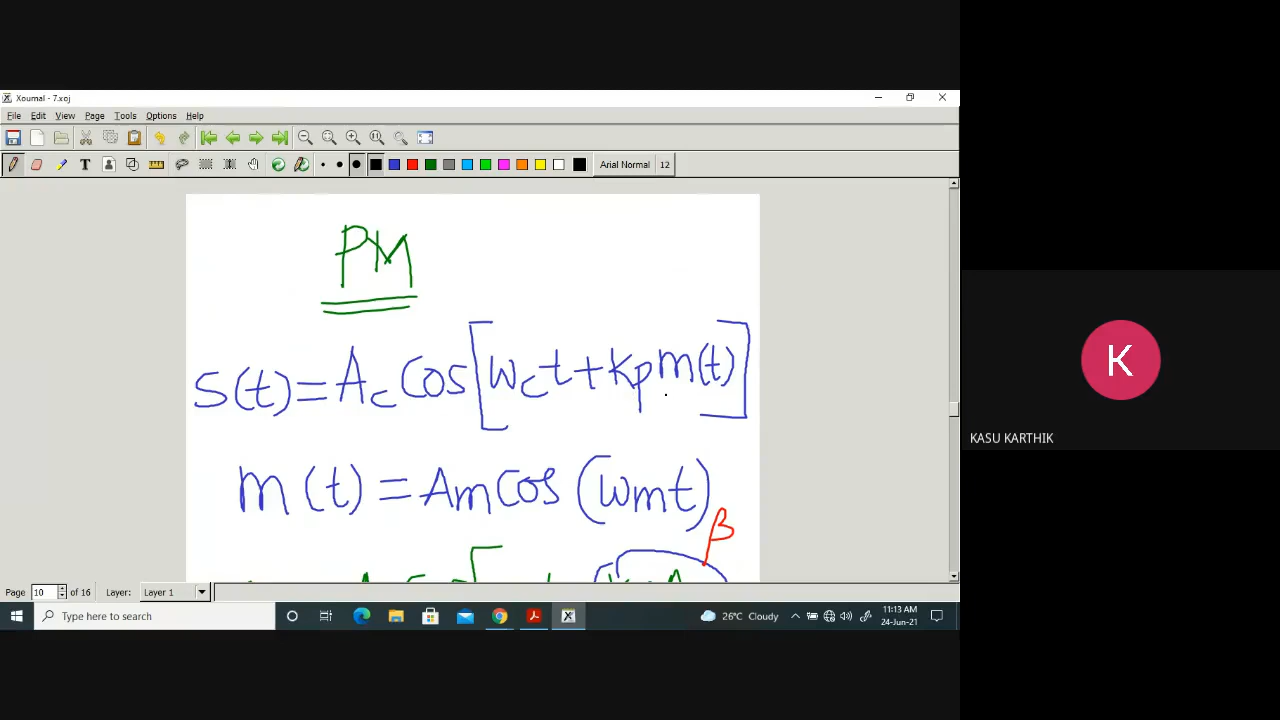 Xournal - 7.xoj
File Edit View Page Tools Options Help
Arial Normal 12
PM
S(t) = Ac Cos[Wct + Kpm(t)]
m(t) = Am Cos (Wmt)
β
K
KASU KARTHIK
Page 10 of 16 Layer: Layer 1
Type here to search
26°C Cloudy
11:13 AM
24-Jun-21